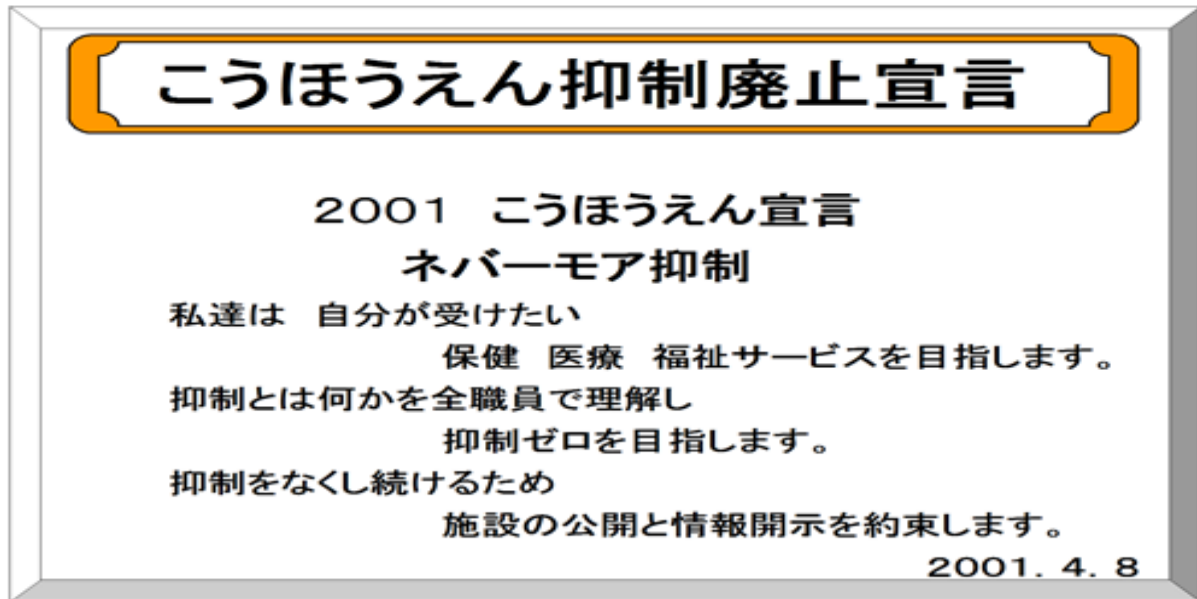 こうほうえん抑制廃止宣言
2001　こうほうえん宣言
ネバーモア抑制
私達は　自分が受けたい
保健　医療　福祉サービスを目指します。
抑制とは何かを全職員で理解し
抑制ゼロを目指します。
抑制をなくし続けるため
施設の公開と情報開示を約束します。
2001. 4. 8